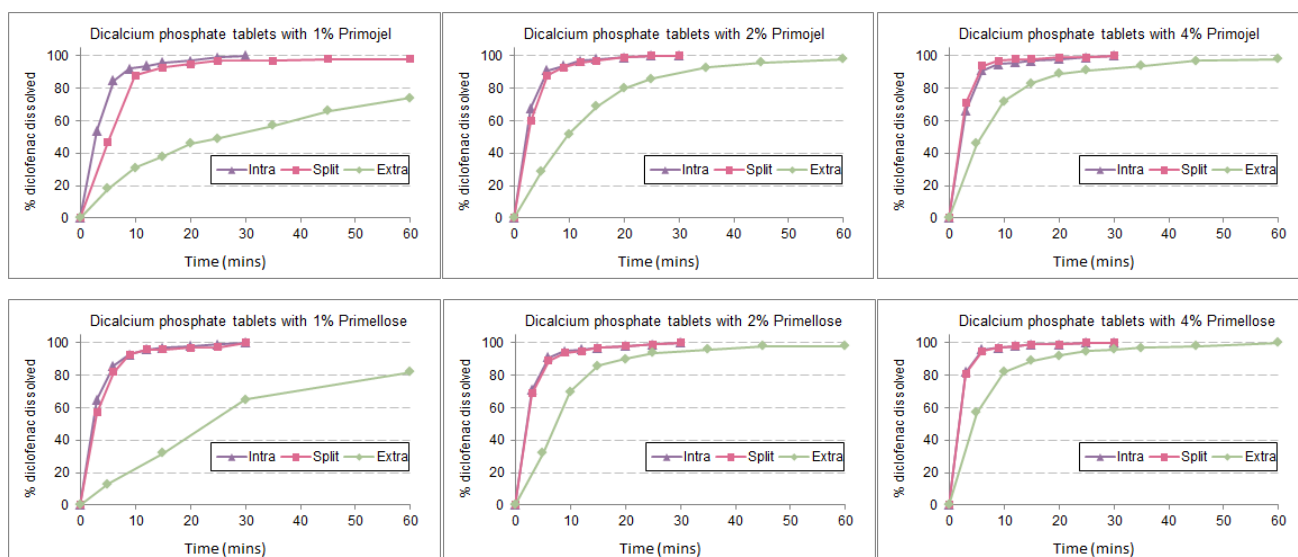 Dicalcium phosphate tablets with 1% Primojel
% diclofenac dissolved
100
80
60
40
20
0
Intra Split Extra
0 10 20 30 40 50 60
Time (mins)
Dicalcium phosphate tablets with 2% Primojel
% diclofenac dissolved
100
80
60
40
20
0
Intra Split Extra
0 10 20 30 40 50 60
Time (mins)
Dicalcium phosphate tablets with 4% Primojel
% diclofenac dissolved
100
80
60
40
20
0
Intra Split Extra
0 10 20 30 40 50 60
Time (mins)
Dicalcium phosphate tablets with 1% Primellose
% diclofenac dissolved
100
80
60
40
20
0
Intra Split Extra
0 10 20 30 40 50 60
Time (mins)
Dicalcium phosphate tablets with 2% Primellose
% diclofenac dissolved
100
80
60
40
20
0
Intra Split Extra
0 10 20 30 40 50 60
Time (mins)
Dicalcium phosphate tablets with 4% Primellose
% diclofenac dissolved
100
80
60
40
20
0
Intra Split Extra
0 10 20 30 40 50 60
Time (mins)